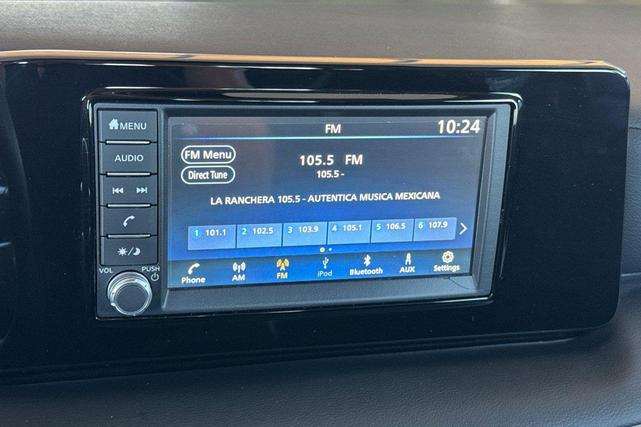 MENU
AUDIO
VOL
PUSH
FM
10:24
FM Menu
Direct Tune
105.5 FM
105.5 -
LA RANCHERA 105.5 - AUTENTICA MUSICA MEXICANA
1 101.1 2 102.5 3 103.9 4 105.1 5 106.5 6 107.9
Phone AM FM iPod Bluetooth AUX Settings